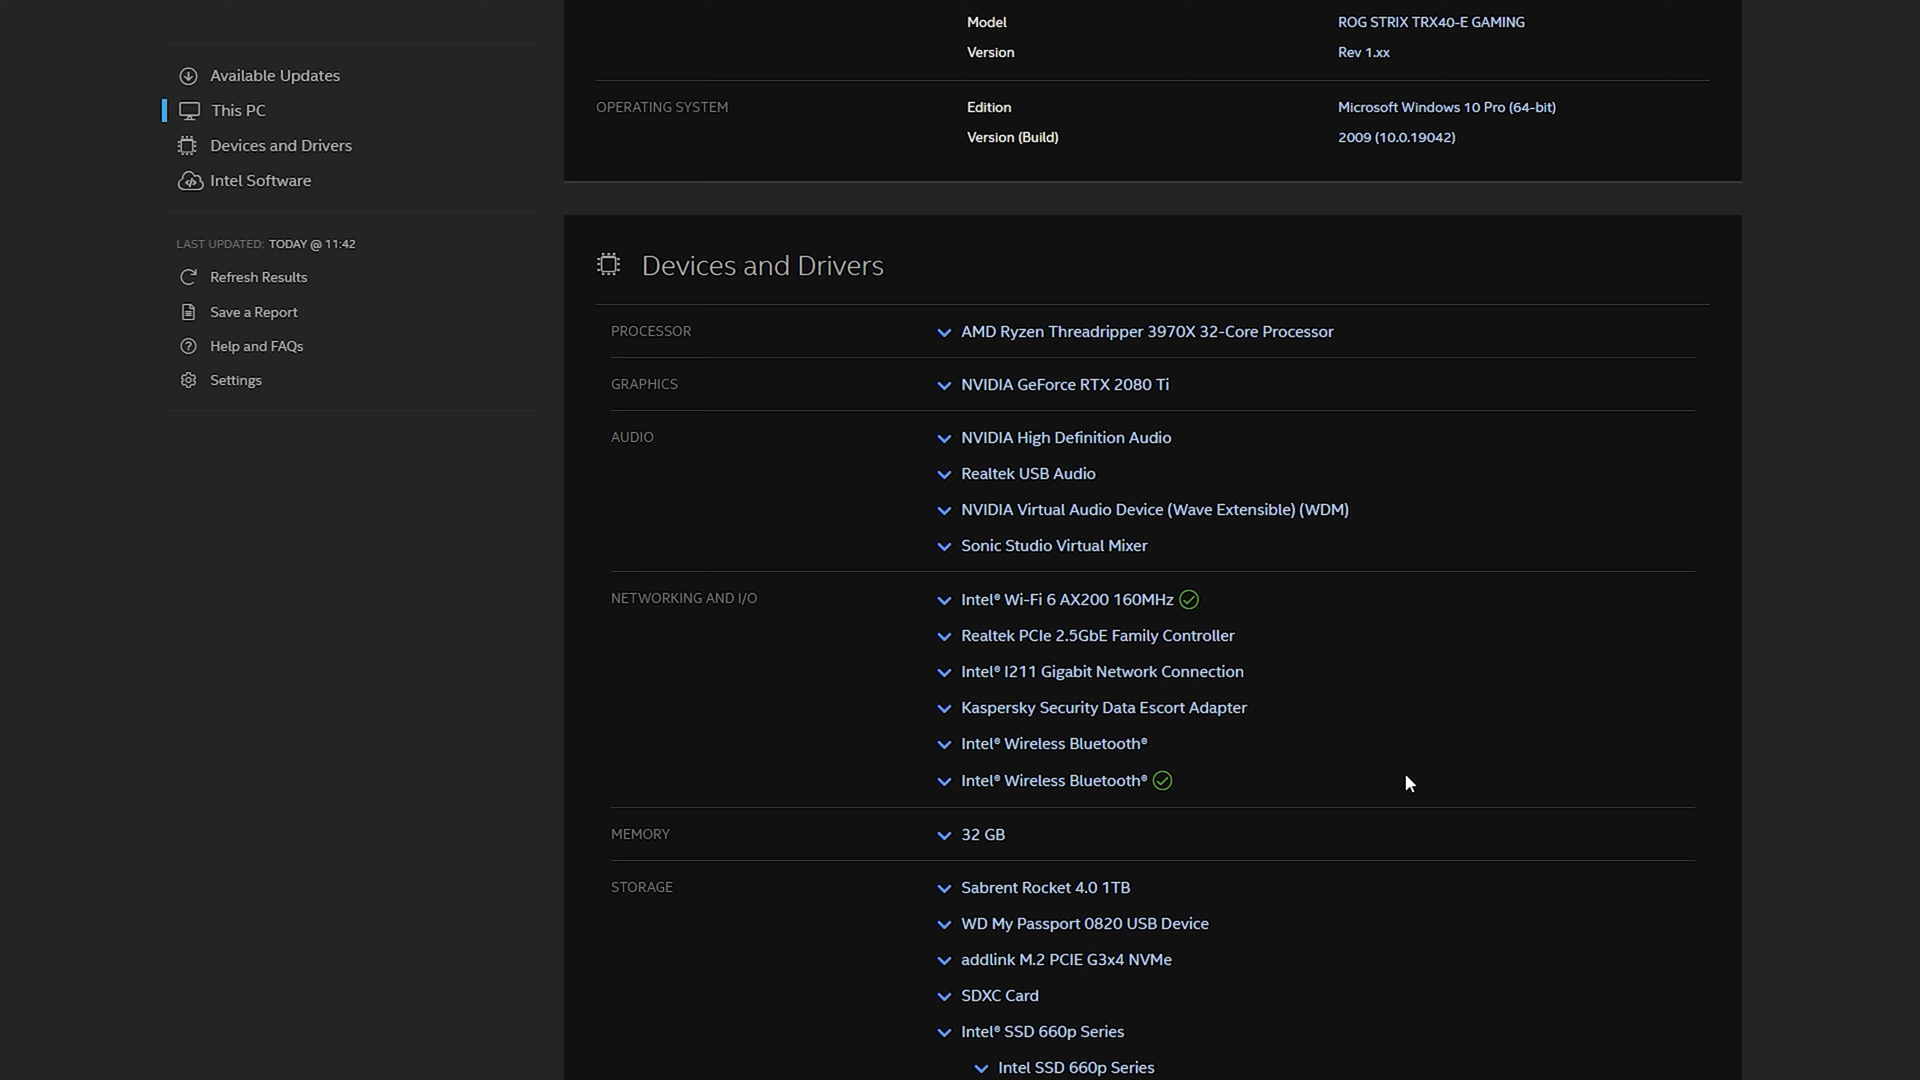 Model ROG STRIX TRX40-E GAMING
Version Rev 1.xx
OPERATING SYSTEM Edition Microsoft Windows 10 Pro (64-bit)
Version (Build) 2009 (10.0.19042)
Available Updates
This PC
Devices and Drivers
Intel Software
LAST UPDATED: TODAY @ 11:42
Refresh Results
Save a Report
Help and FAQs
Settings
Devices and Drivers
PROCESSOR AMD Ryzen Threadripper 3970X 32-Core Processor
GRAPHICS NVIDIA GeForce RTX 2080 Ti
AUDIO NVIDIA High Definition Audio
Realtek USB Audio
NVIDIA Virtual Audio Device (Wave Extensible) (WDM)
Sonic Studio Virtual Mixer
NETWORKING AND I/O Intel® Wi-Fi 6 AX200 160MHz
Realtek PCIe 2.5GbE Family Controller
Intel® I211 Gigabit Network Connection
Kaspersky Security Data Escort Adapter
Intel® Wireless Bluetooth®
Intel® Wireless Bluetooth®
MEMORY 32 GB
STORAGE Sabrent Rocket 4.0 1TB
WD My Passport 0820 USB Device
addlink M.2 PCIE G3x4 NVMe
SDXC Card
Intel® SSD 660p Series
Intel SSD 660p Series